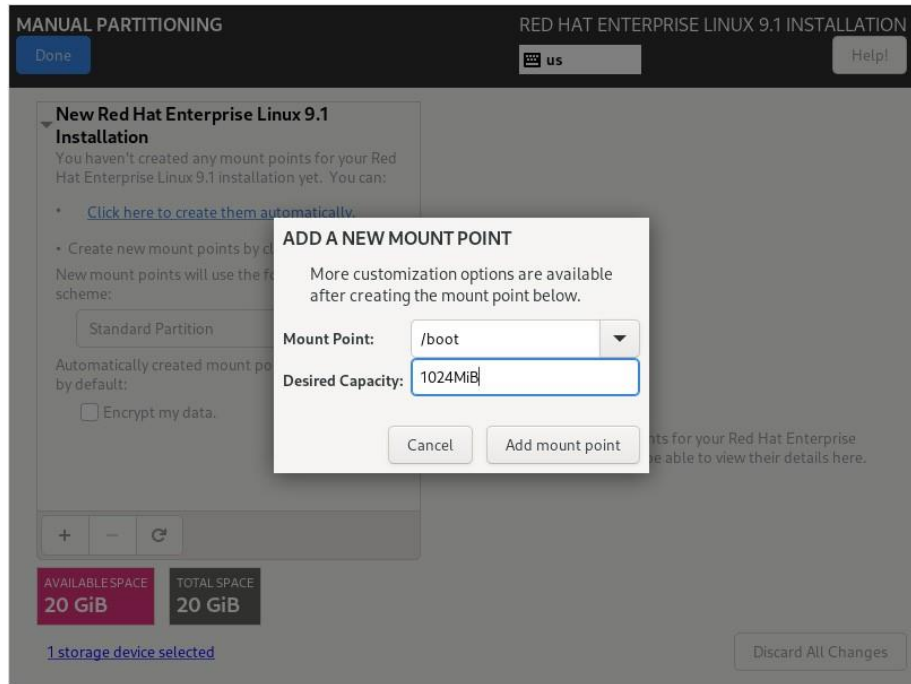 MANUAL PARTITIONING
RED HAT ENTERPRISE LINUX 9.1 INSTALLATION
Done
us
Help!
New Red Hat Enterprise Linux 9.1
Installation
You haven't created any mount points for your Red
Hat Enterprise Linux 9.1 installation yet. You can:
• Click here to create them automatically.
• Create new mount points by cl
New mount points will use the fo
scheme:
Standard Partition
Automatically created mount po
by default:
Encrypt my data.
ADD A NEW MOUNT POINT
More customization options are available
after creating the mount point below.
Mount Point:
/boot
Desired Capacity:
1024MiB
Cancel
Add mount point
nts for your Red Hat Enterprise
be able to view their details here.
+ − 
AVAILABLE SPACE
20 GiB
TOTAL SPACE
20 GiB
1 storage device selected
Discard All Changes